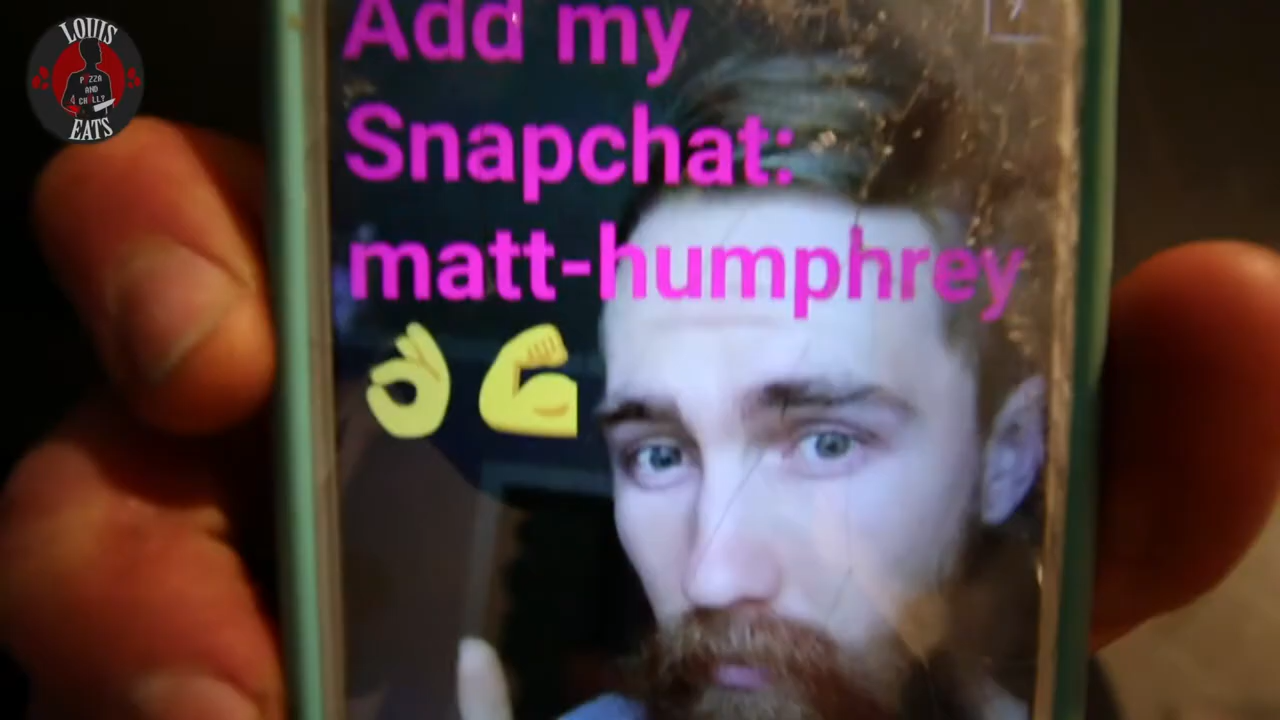 LOUIS
PIZZA
AND
CHILLY
EATS
Add my
Snapchat:
matt-humphrey
👌 💪